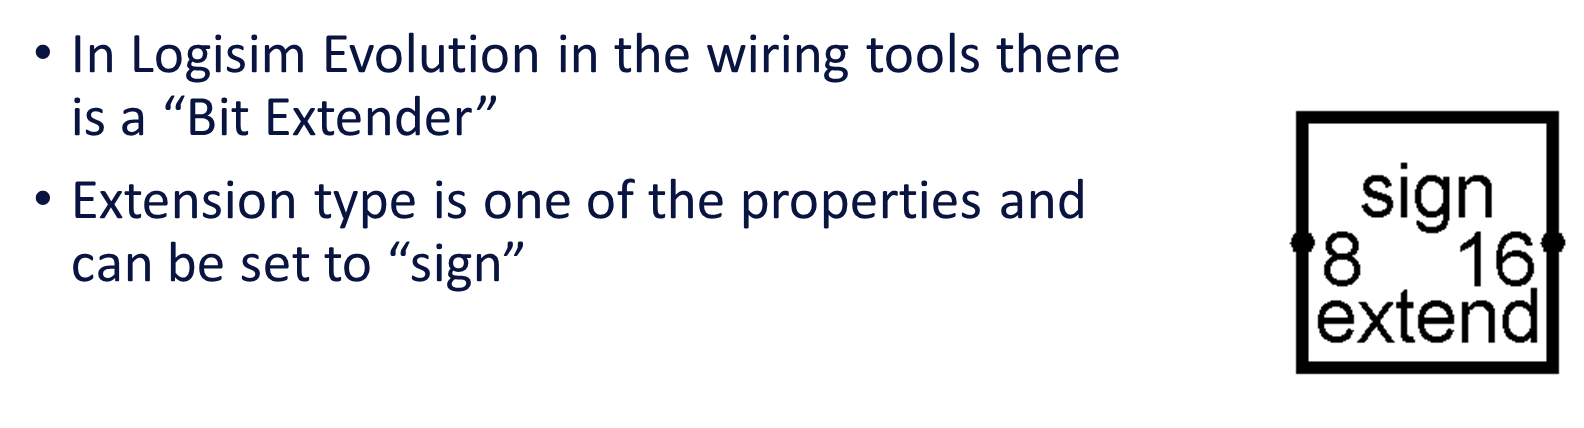 • In Logisim Evolution in the wiring tools there
is a “Bit Extender”
• Extension type is one of the properties and
can be set to “sign”
sign
8 16
extend